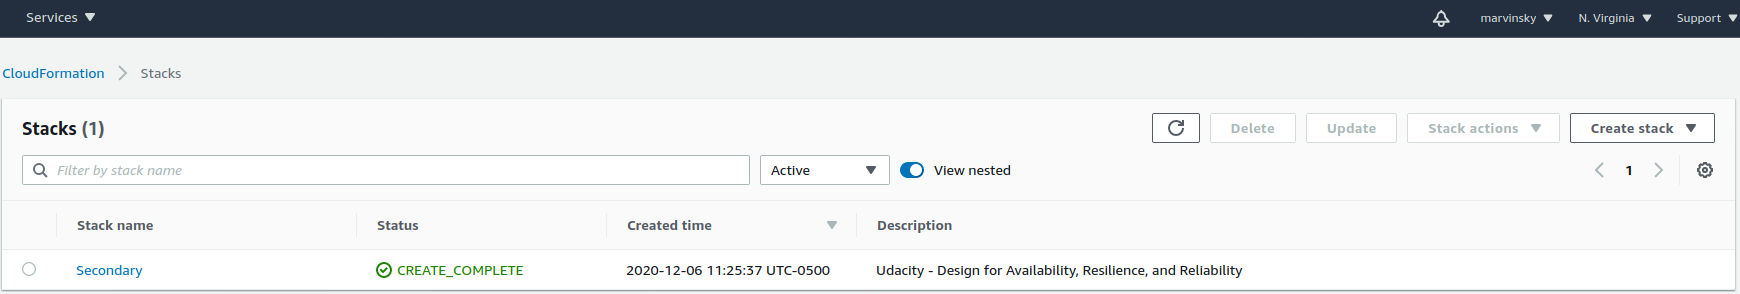 Services marvinsky N. Virginia Support
CloudFormation Stacks
Stacks (1) Delete Update Stack actions Create stack
Filter by stack name Active View nested 1
Stack name Status Created time Description
Secondary CREATE_COMPLETE 2020-12-06 11:25:37 UTC-0500 Udacity - Design for Availability, Resilience, and Reliability